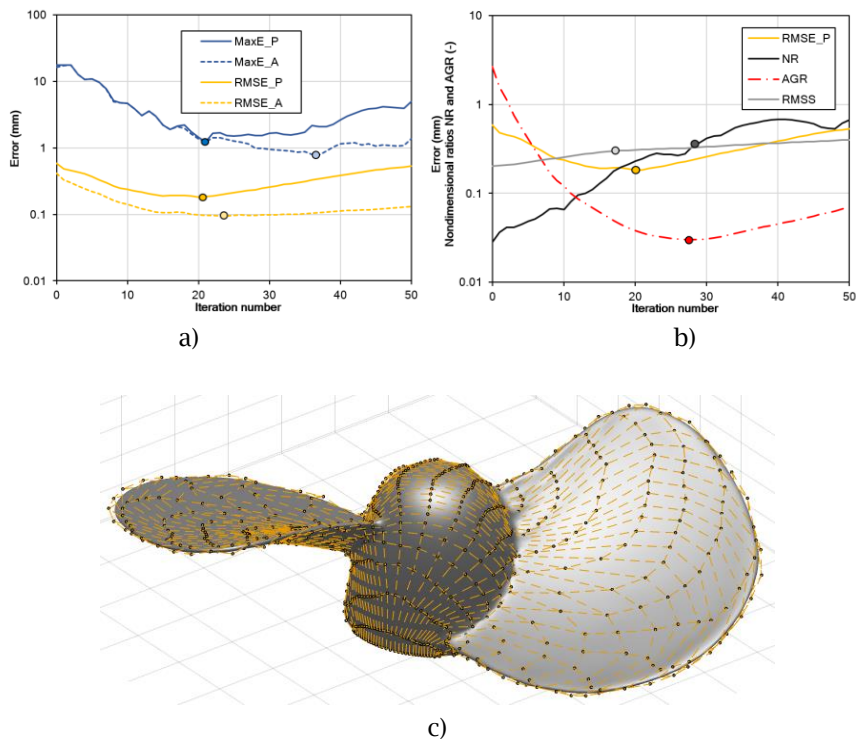 100
10
1
0.1
0.01
Error (mm)
MaxE_P
MaxE_A
RMSE_P
RMSE_A
0 10 20 30 40 50
Iteration number
a)
10
1
0.1
0.01
Error (mm)
Nondimensional ratios NR and AGR (-)
RMSE_P
NR
AGR
RMSS
0 10 20 30 40 50
Iteration number
b)
c)